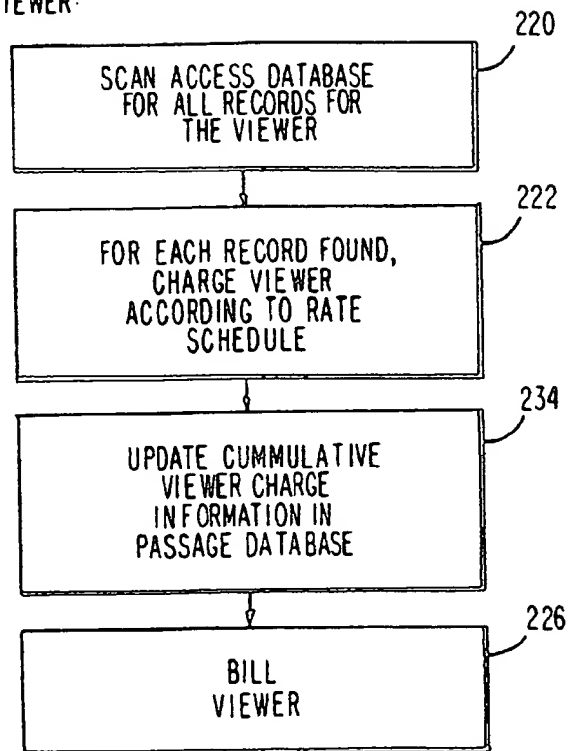 220
SCAN ACCESS DATABASE
FOR ALL RECORDS FOR
THE VIEWER
222
FOR EACH RECORD FOUND,
CHARGE VIEWER
ACCORDING TO RATE
SCHEDULE
234
UPDATE CUMMULATIVE
VIEWER CHARGE
INFORMATION IN
PASSAGE DATABASE
226
BILL
VIEWER